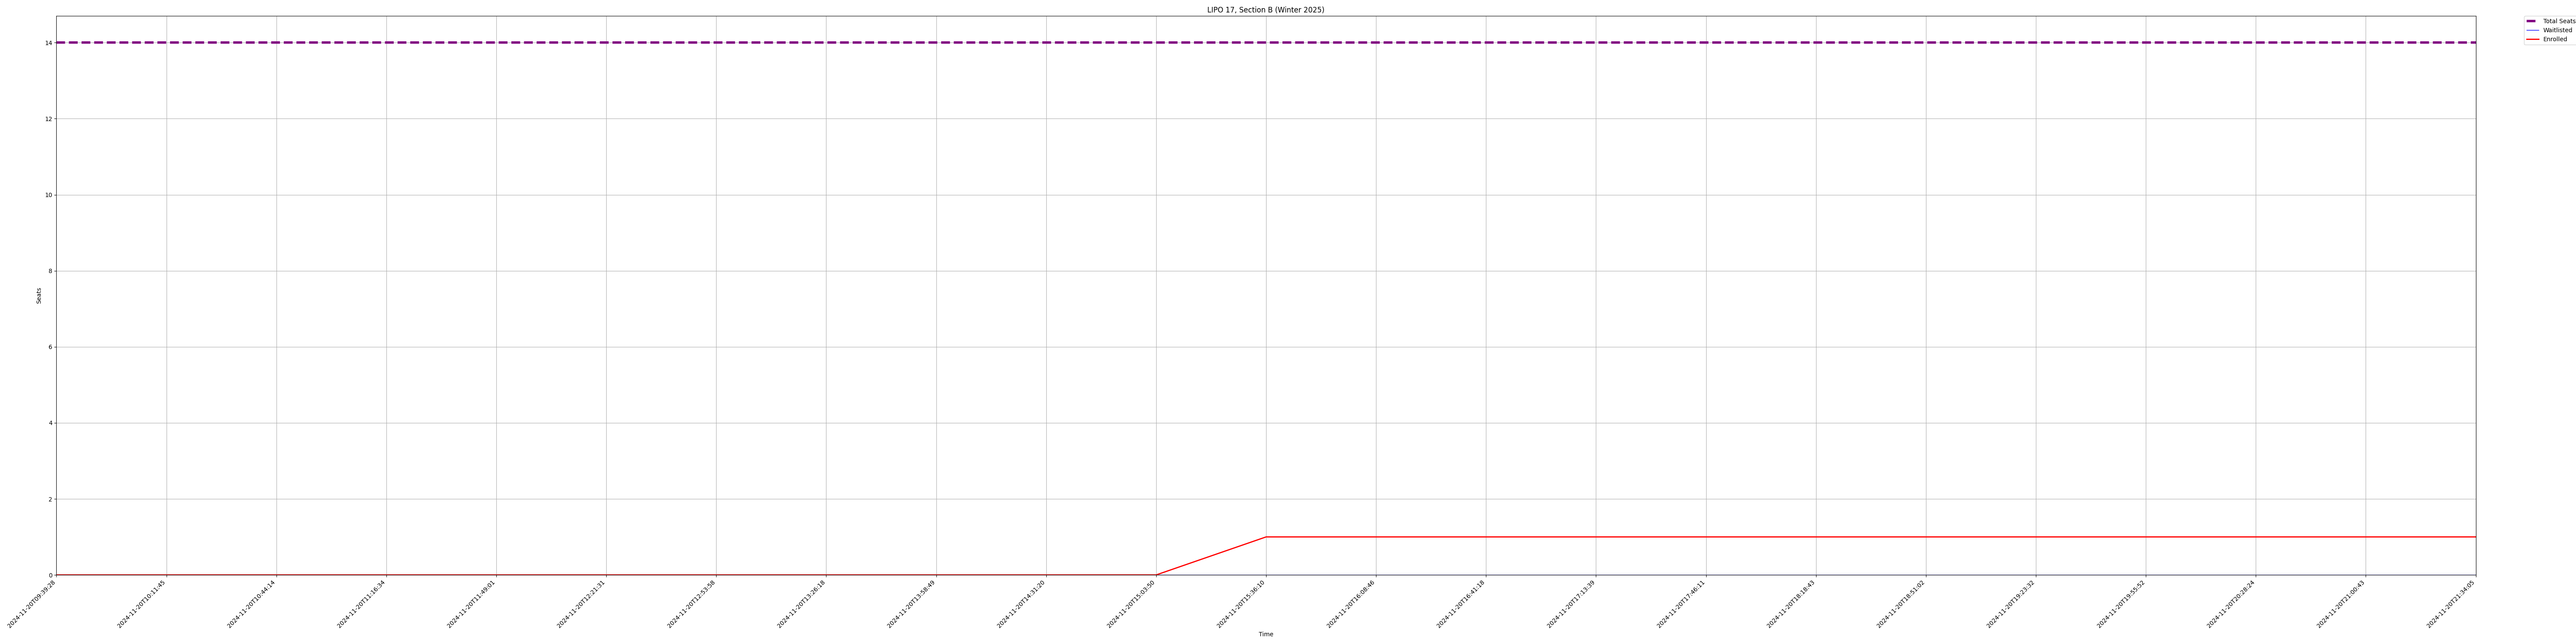 LIPO 17, Section B (Winter 2025)
Total Seats
Waitlisted
Enrolled
Seats
14
12
10
8
6
4
2
0
2024-11-20T09:39:28
2024-11-20T10:11:45
2024-11-20T10:44:14
2024-11-20T11:16:34
2024-11-20T11:49:01
2024-11-20T12:21:31
2024-11-20T12:53:58
2024-11-20T13:26:18
2024-11-20T13:58:49
2024-11-20T14:31:20
2024-11-20T15:03:50
2024-11-20T15:36:10
2024-11-20T16:08:46
2024-11-20T16:41:18
2024-11-20T17:13:39
2024-11-20T17:46:11
2024-11-20T18:18:43
2024-11-20T18:51:02
2024-11-20T19:23:32
2024-11-20T19:55:52
2024-11-20T20:28:24
2024-11-20T21:00:43
2024-11-20T21:34:05
Time